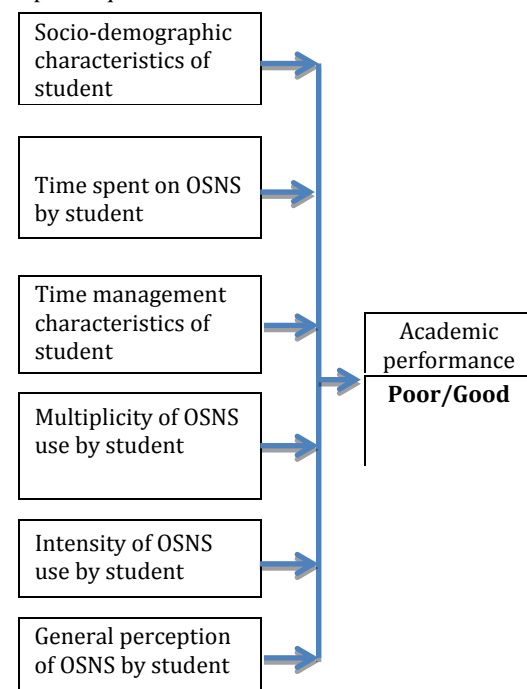 Socio-demographic
characteristics of
student
Time spent on OSNS
by student
Time management
characteristics of
student
Multiplicity of OSNS
use by student
Intensity of OSNS
use by student
General perception
of OSNS by student
Academic
performance
Poor/Good